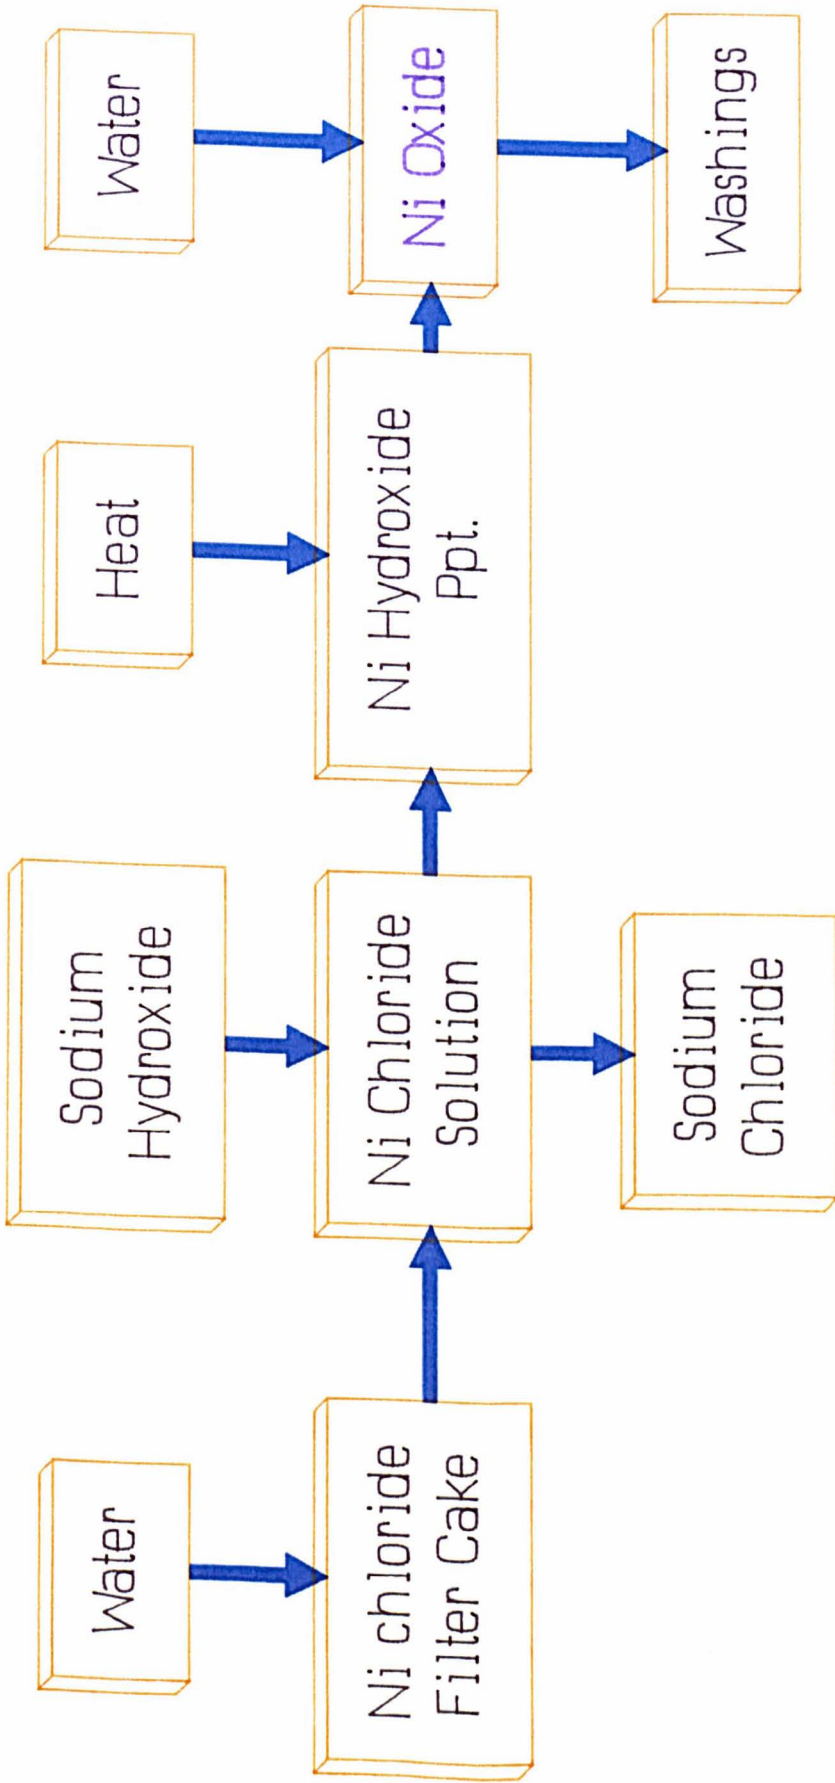 Water
Heat
Sodium
Hydroxide
Water
Ni chloride
Filter Cake
Ni Chloride
Solution
Ni Hydroxide
Ppt.
Ni Oxide
Sodium
Chloride
Washings